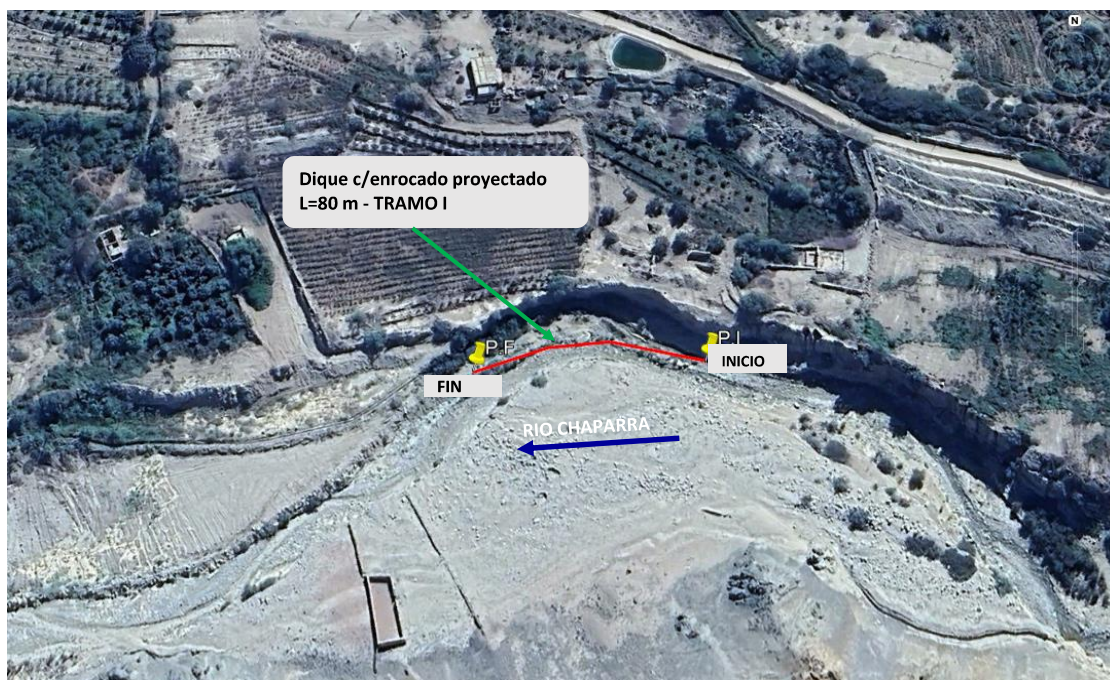 N
Dique c/enrocado proyectado
L=80 m - TRAMO I
P.F
P.I
INICIO
FIN
RIO CHAPARRA